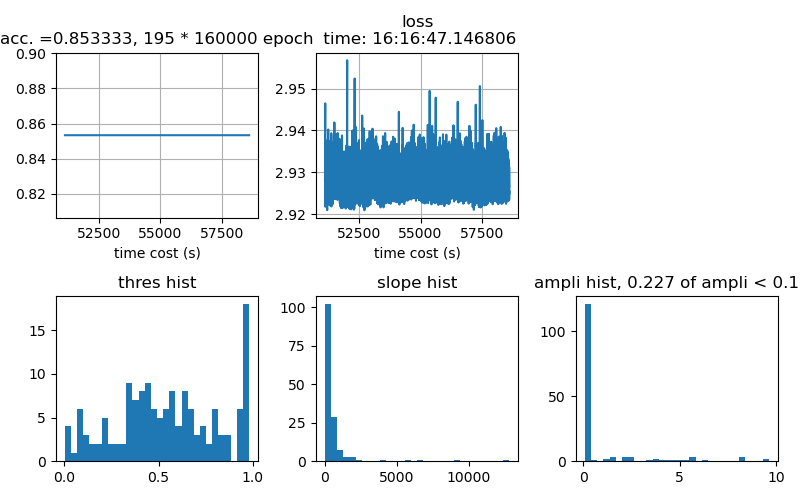 loss
acc. =0.853333, 195 * 160000 epoch time: 16:16:47.146806
0.90
0.88
0.86
0.84
0.82
52500 55000 57500
time cost (s)
2.95
2.94
2.93
2.92
52500 55000 57500
time cost (s)
thres hist
15
10
5
0
0.0 0.5 1.0
slope hist
100
75
50
25
0
0 5000 10000
ampli hist, 0.227 of ampli < 0.1
100
50
0
0 5 10